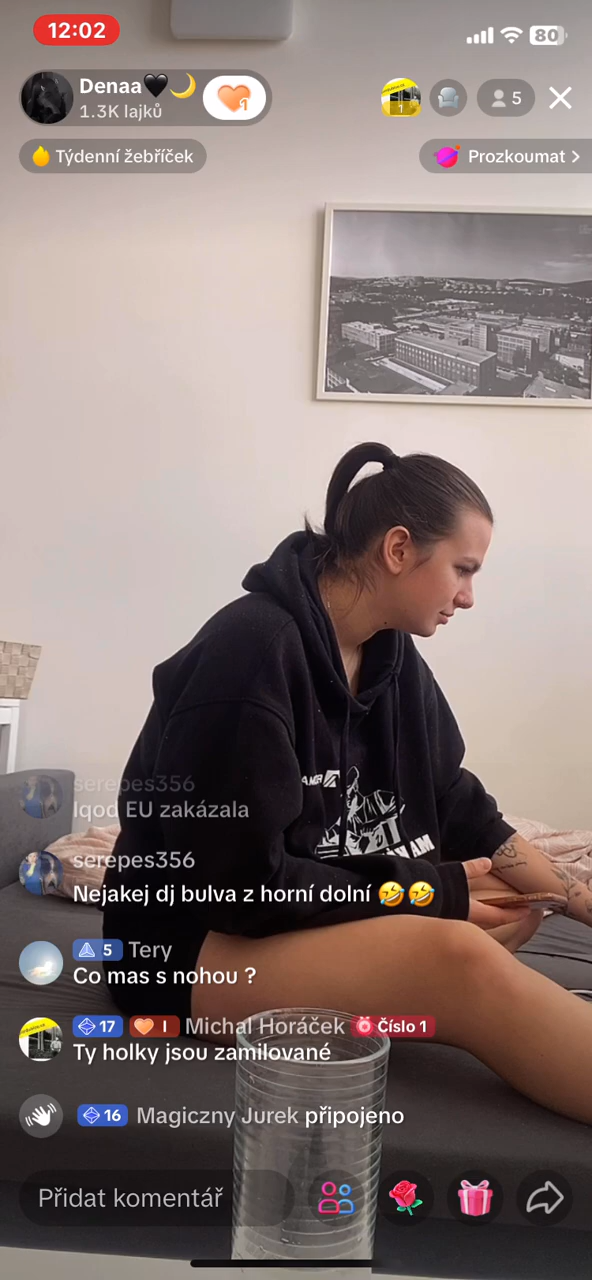 12:02
80
Denaa🖤🌙
1.3K lajků
1
1
5
Týdenní žebříček
Prozkoumat >
serepes356
Iqod EU zakázala
serepes356
Nejakej dj bulva z horní dolní 🤣🤣
5 Tery
Co mas s nohou ?
17 I Michal Horáček Číslo 1
Ty holky jsou zamilované
16 Magiczny Jurek připojeno
Přidat komentář